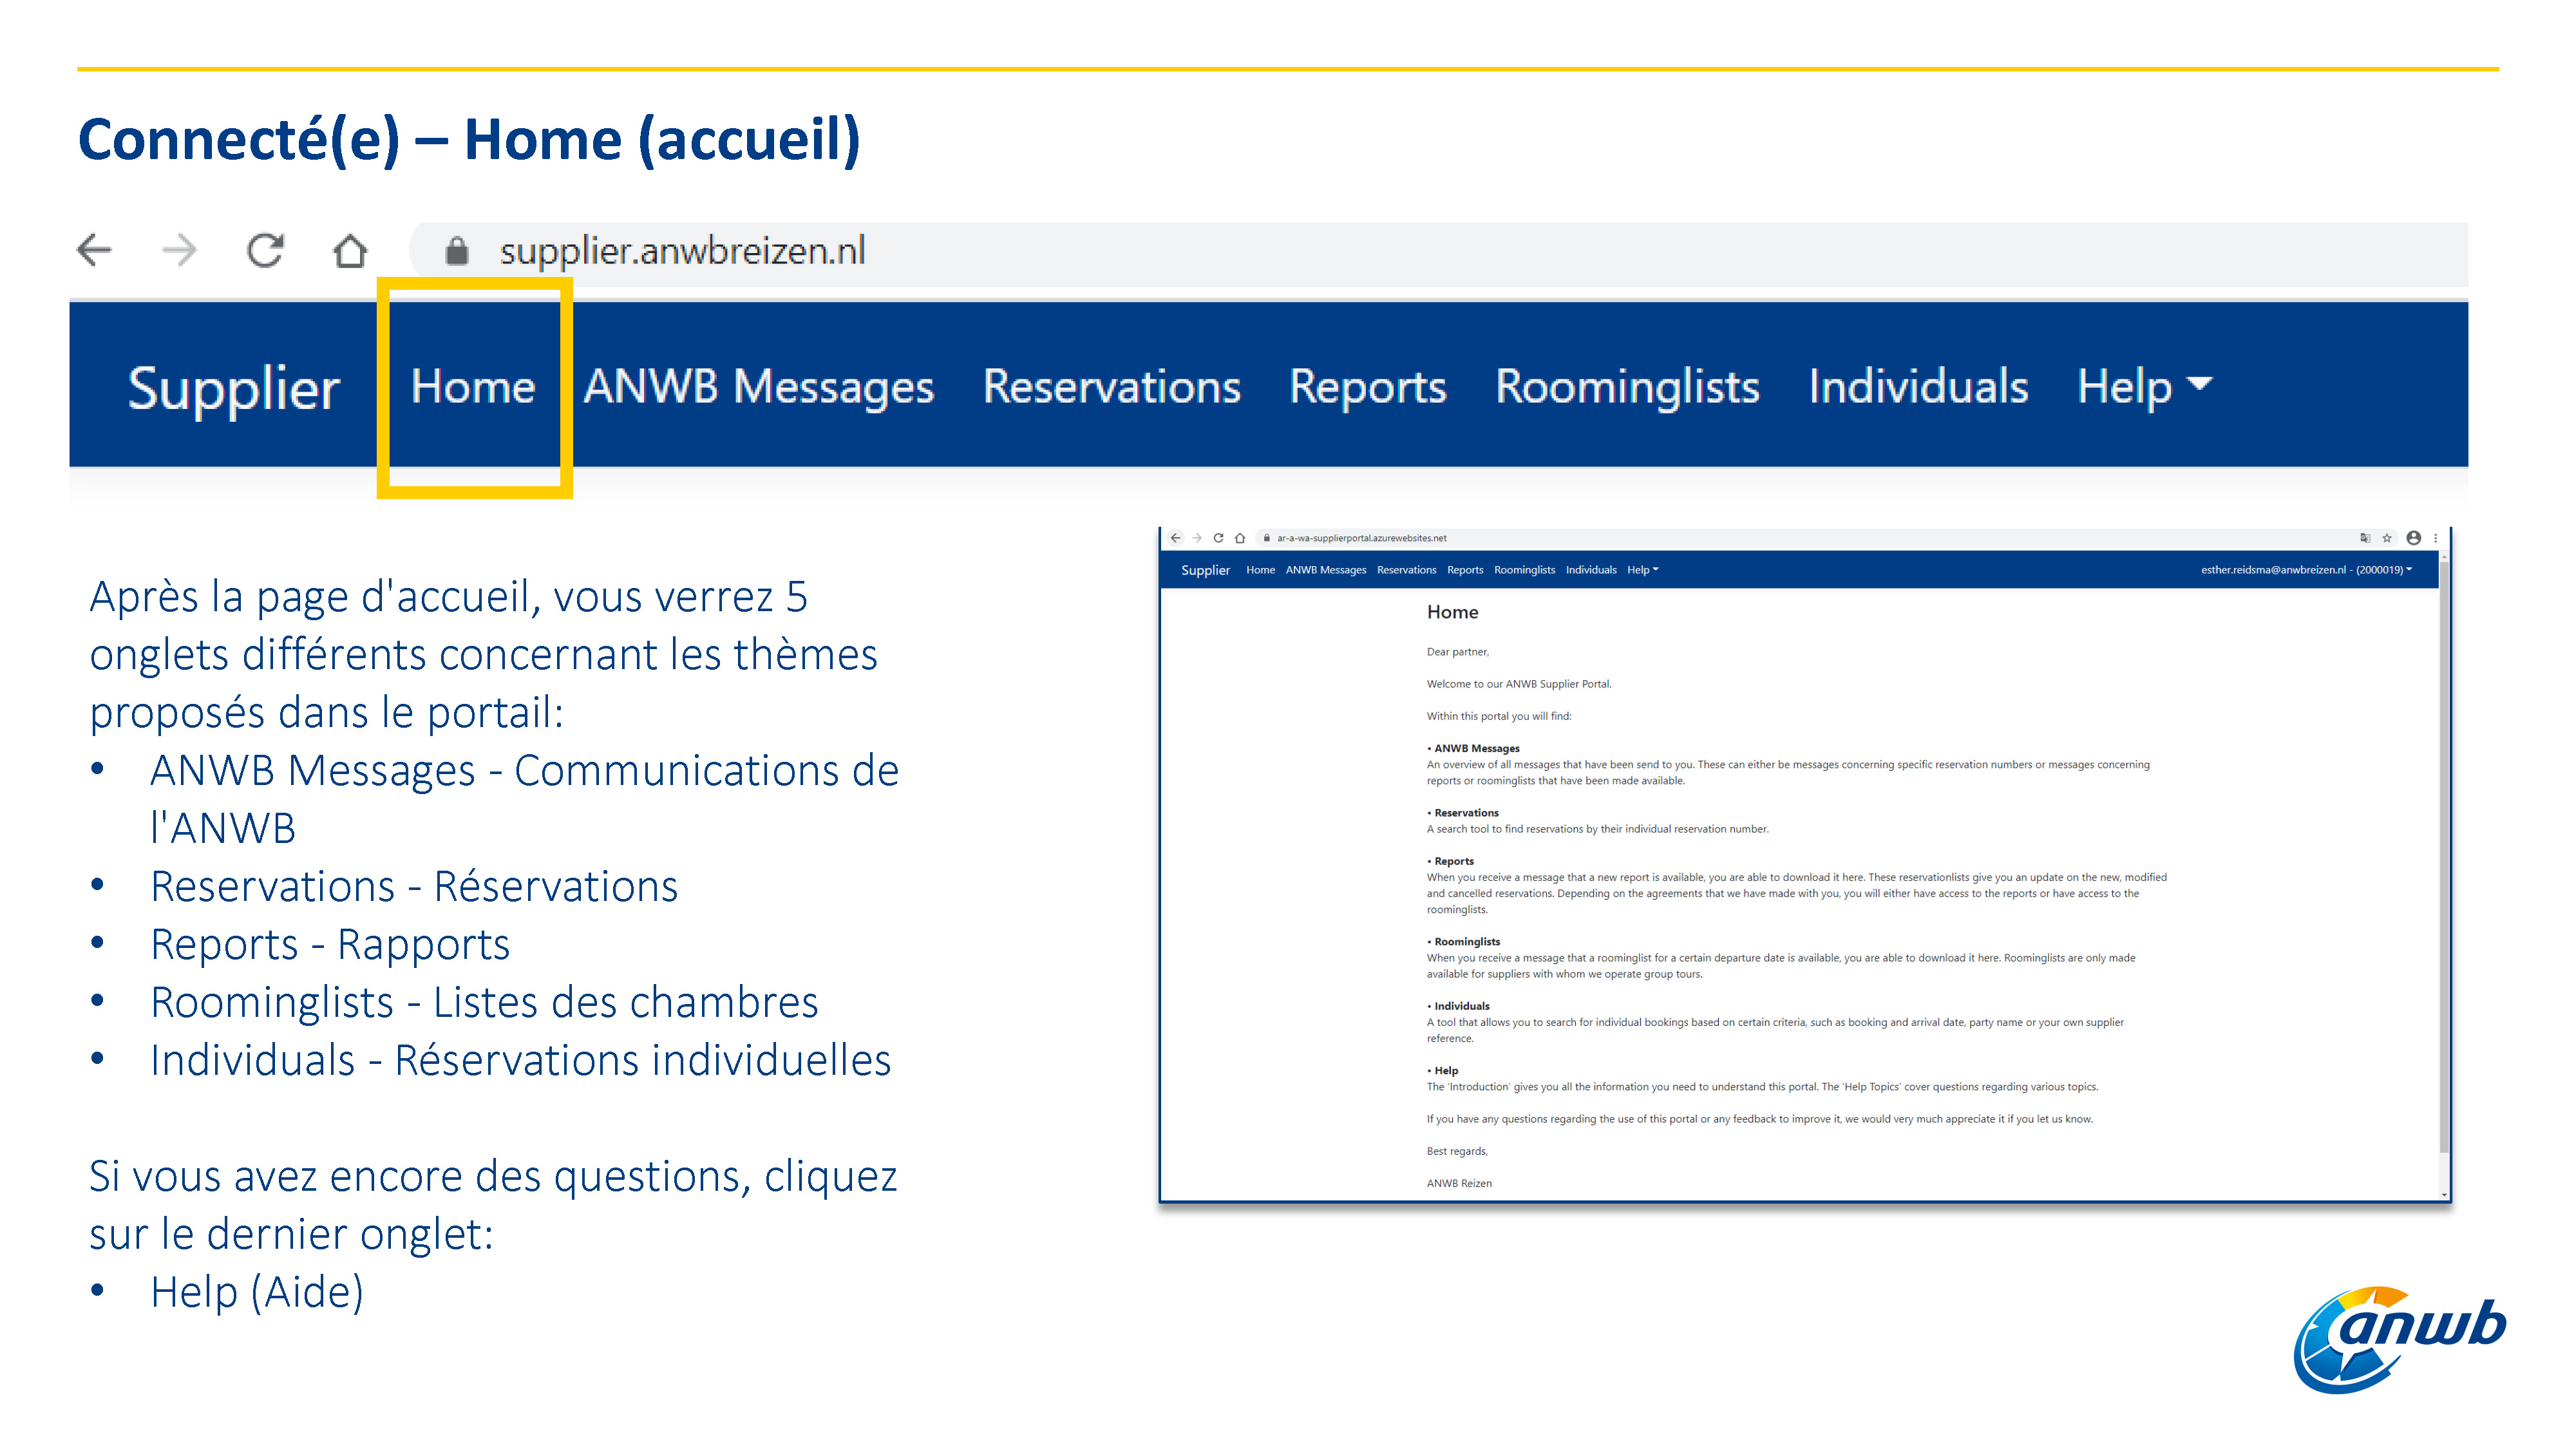 Connecté(e) – Home (accueil)
supplier.anwbreizen.nl
Supplier Home ANWB Messages Reservations Reports Roominglists Individuals Help
Après la page d'accueil, vous verrez 5
onglets différents concernant les thèmes
proposés dans le portail:
• ANWB Messages - Communications de
l'ANWB
• Reservations - Réservations
• Reports - Rapports
• Roominglists - Listes des chambres
• Individuals - Réservations individuelles
Si vous avez encore des questions, cliquez
sur le dernier onglet:
• Help (Aide)
ar-a-wa-supplierportal.azurewebsites.net
Supplier Home ANWB Messages Reservations Reports Roominglists Individuals Help esther.reidsma@anwbreizen.nl - (2000019)
Home
Dear partner,
Welcome to our ANWB Supplier Portal.
Within this portal you will find:
• ANWB Messages
An overview of all messages that have been send to you. These can either be messages concerning specific reservation numbers or messages concerning
reports or roominglists that have been made available.
• Reservations
A search tool to find reservations by their individual reservation number.
• Reports
When you receive a message that a new report is available, you are able to download it here. These reservationlists give you an update on the new, modified
and cancelled reservations. Depending on the agreements that we have made with you, you will either have access to the reports or have access to the
roominglists.
• Roominglists
When you receive a message that a roominglist for a certain departure date is available, you are able to download it here. Roominglists are only made
available for suppliers with whom we operate group tours.
• Individuals
A tool that allows you to search for individual bookings based on certain criteria, such as booking and arrival date, party name or your own supplier
reference.
• Help
The 'Introduction' gives you all the information you need to understand this portal. The 'Help Topics' cover questions regarding various topics.
If you have any questions regarding the use of this portal or any feedback to improve it, we would very much appreciate it if you let us know.
Best regards,
ANWB Reizen
anwb